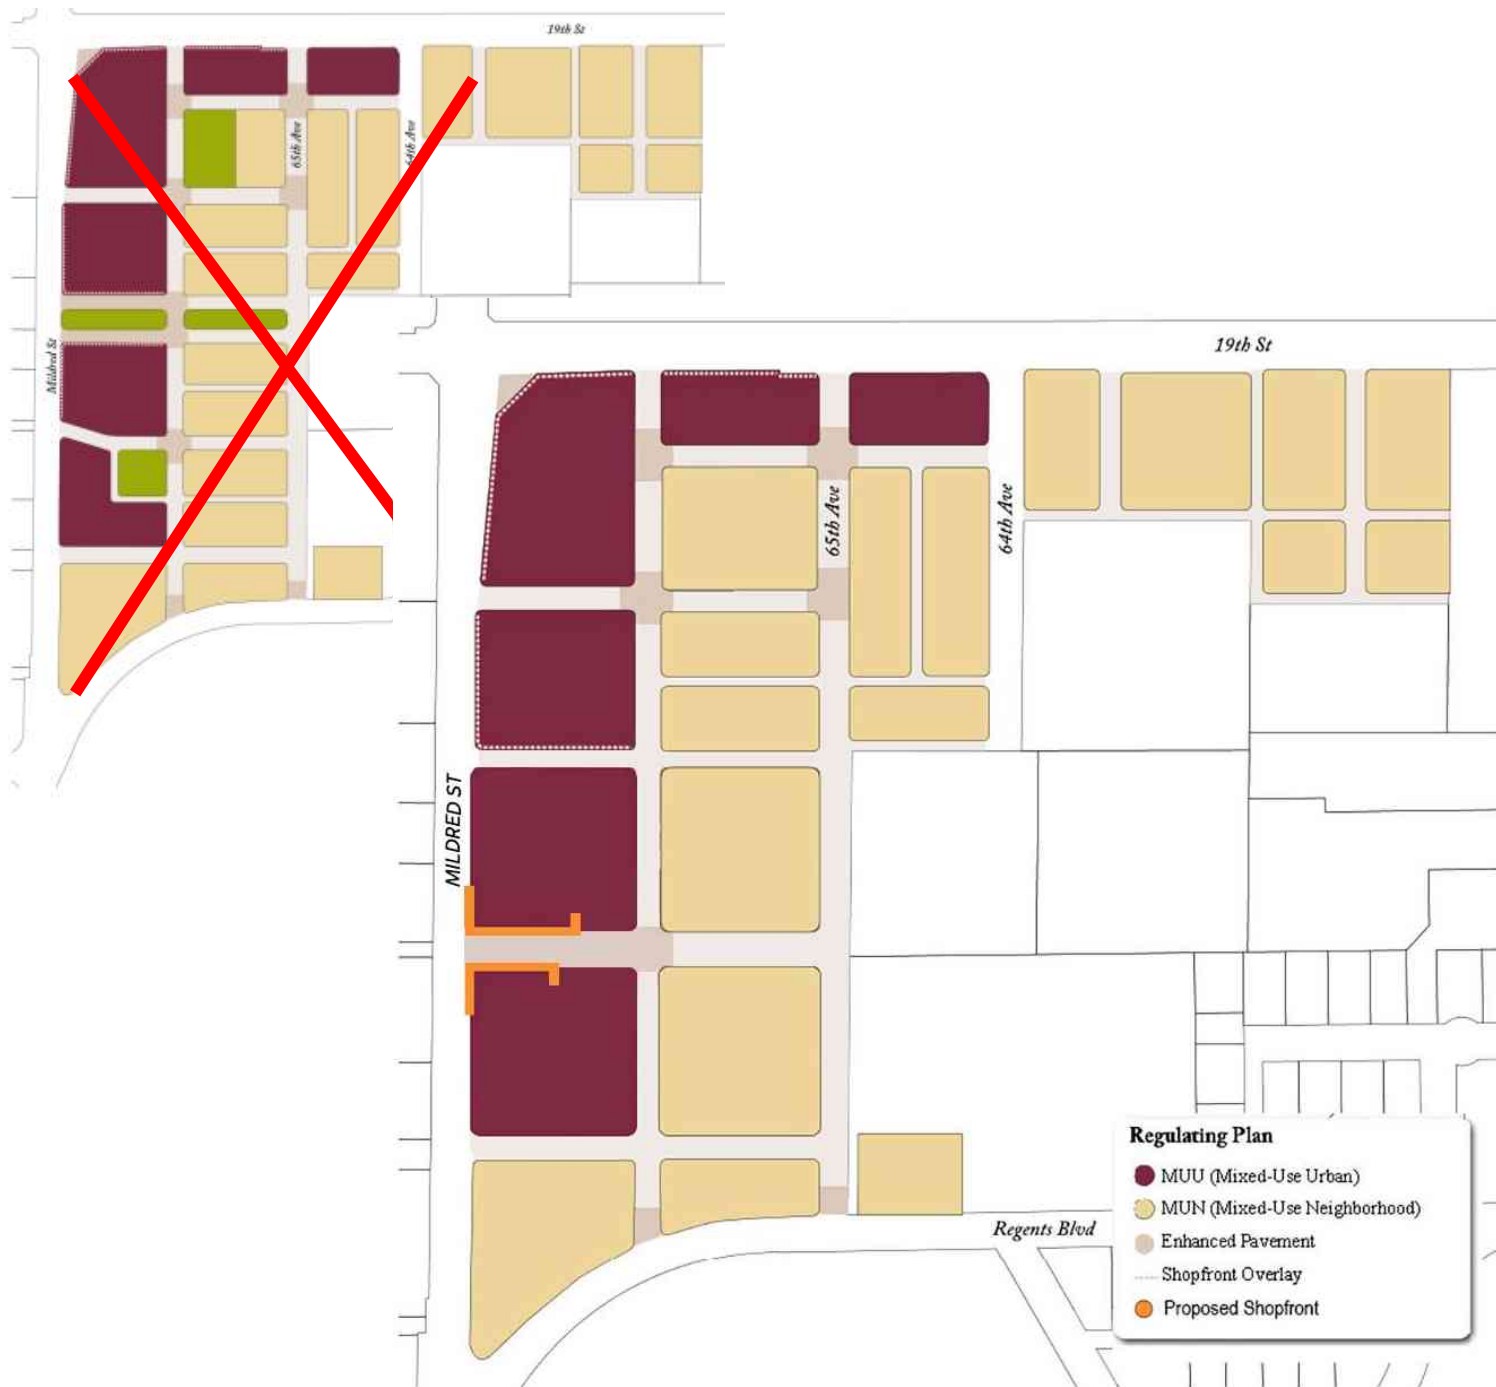 19th St
65th Ave
64th Ave
Mildred St
19th St
65th Ave
64th Ave
MILDRED ST
Regents Blvd
Regulating Plan
MUU (Mixed-Use Urban)
MUN (Mixed-Use Neighborhood)
Enhanced Pavement
Shopfront Overlay
Proposed Shopfront